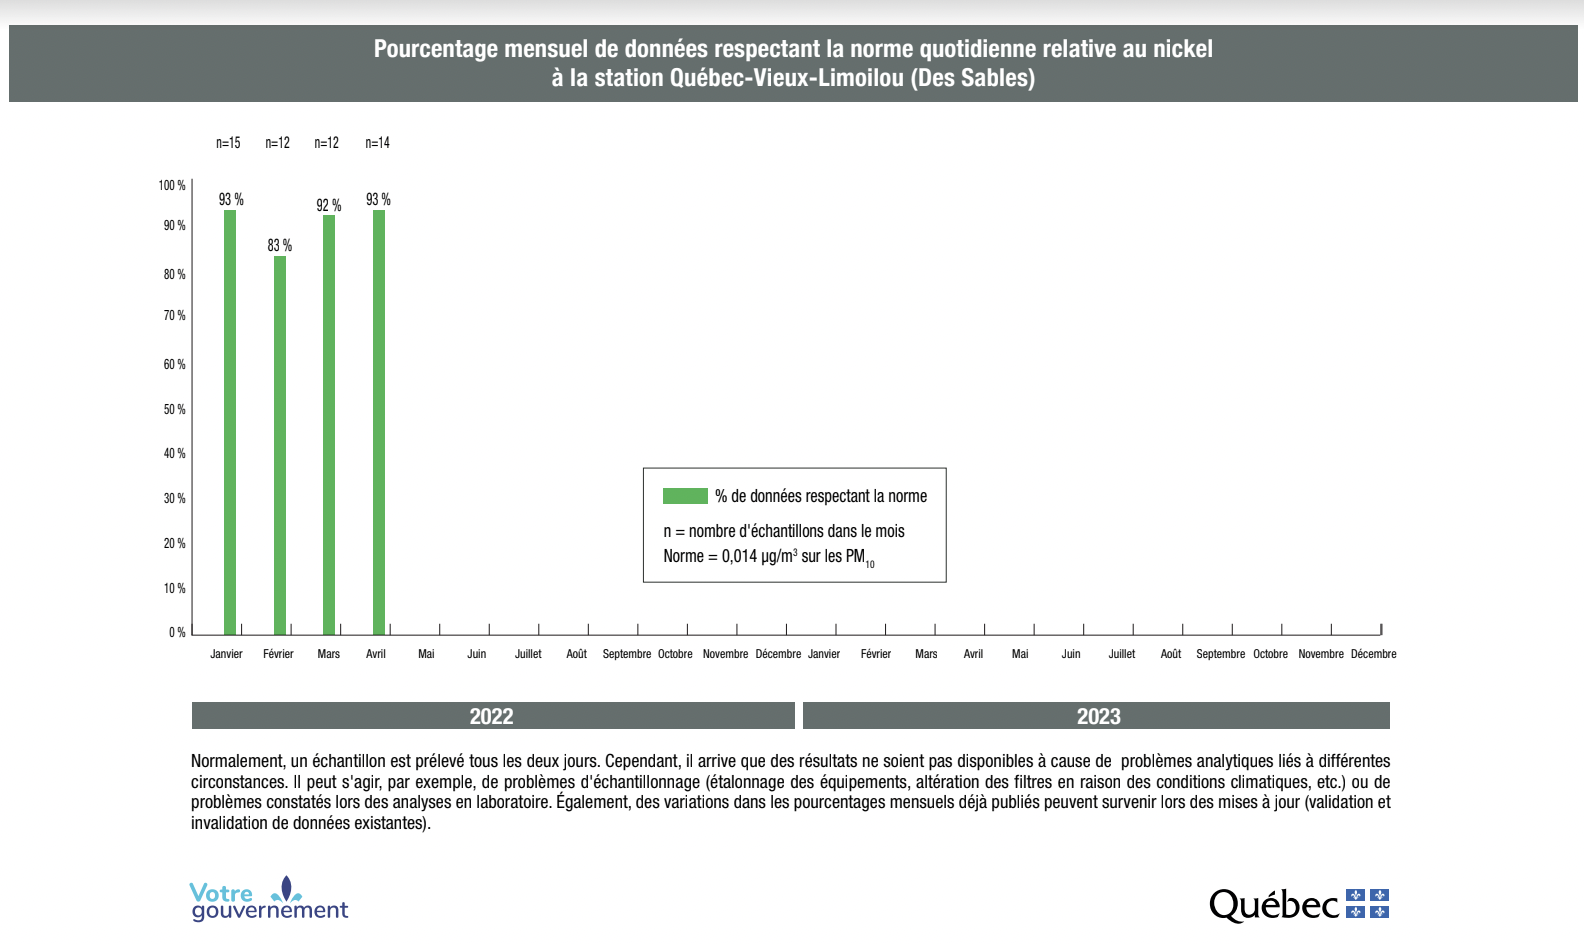 Pourcentage mensuel de données respectant la norme quotidienne relative au nickel
à la station Québec-Vieux-Limoilou (Des Sables)
n=15 n=12 n=12 n=14
100 %
93 % 83 % 92 % 93 %
90 %
80 %
70 %
60 %
50 %
40 %
30 %
20 %
10 %
0 %
% de données respectant la norme
n = nombre d'échantillons dans le mois
Norme = 0,014 µg/m³ sur les PM₁₀
Janvier Février Mars Avril Mai Juin Juillet Août Septembre Octobre Novembre Décembre Janvier Février Mars Avril Mai Juin Juillet Août Septembre Octobre Novembre Décembre
2022 2023
Normalement, un échantillon est prélevé tous les deux jours. Cependant, il arrive que des résultats ne soient pas disponibles à cause de problèmes analytiques liés à différentes
circonstances. Il peut s'agir, par exemple, de problèmes d'échantillonnage (étalonnage des équipements, altération des filtres en raison des conditions climatiques, etc.) ou de
problèmes constatés lors des analyses en laboratoire. Également, des variations dans les pourcentages mensuels déjà publiés peuvent survenir lors des mises à jour (validation et
invalidation de données existantes).
Votre
gouvernement
Québec